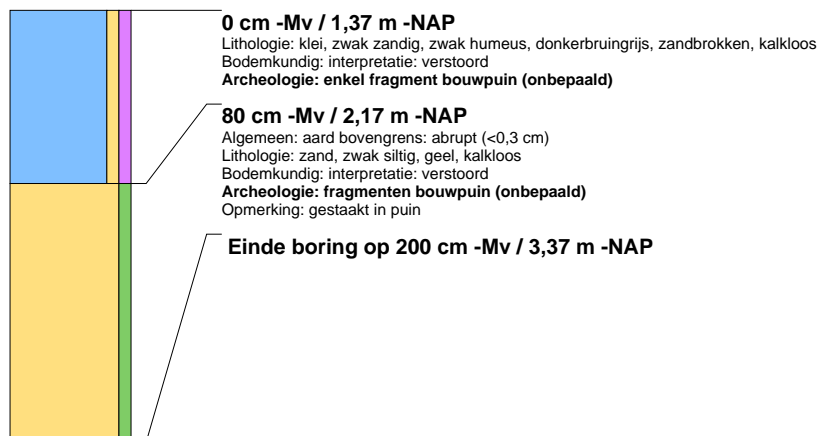 0 cm -Mv / 1,37 m -NAP
Lithologie: klei, zwak zandig, zwak humeus, donkerbruingrijs, zandbrokken, kalkloos
Bodemkundig: interpretatie: verstoord
Archeologie: enkel fragment bouwpuin (onbepaald)
80 cm -Mv / 2,17 m -NAP
Algemeen: aard bovengrens: abrupt (<0,3 cm)
Lithologie: zand, zwak siltig, geel, kalkloos
Bodemkundig: interpretatie: verstoord
Archeologie: fragmenten bouwpuin (onbepaald)
Opmerking: gestaakt in puin
Einde boring op 200 cm -Mv / 3,37 m -NAP